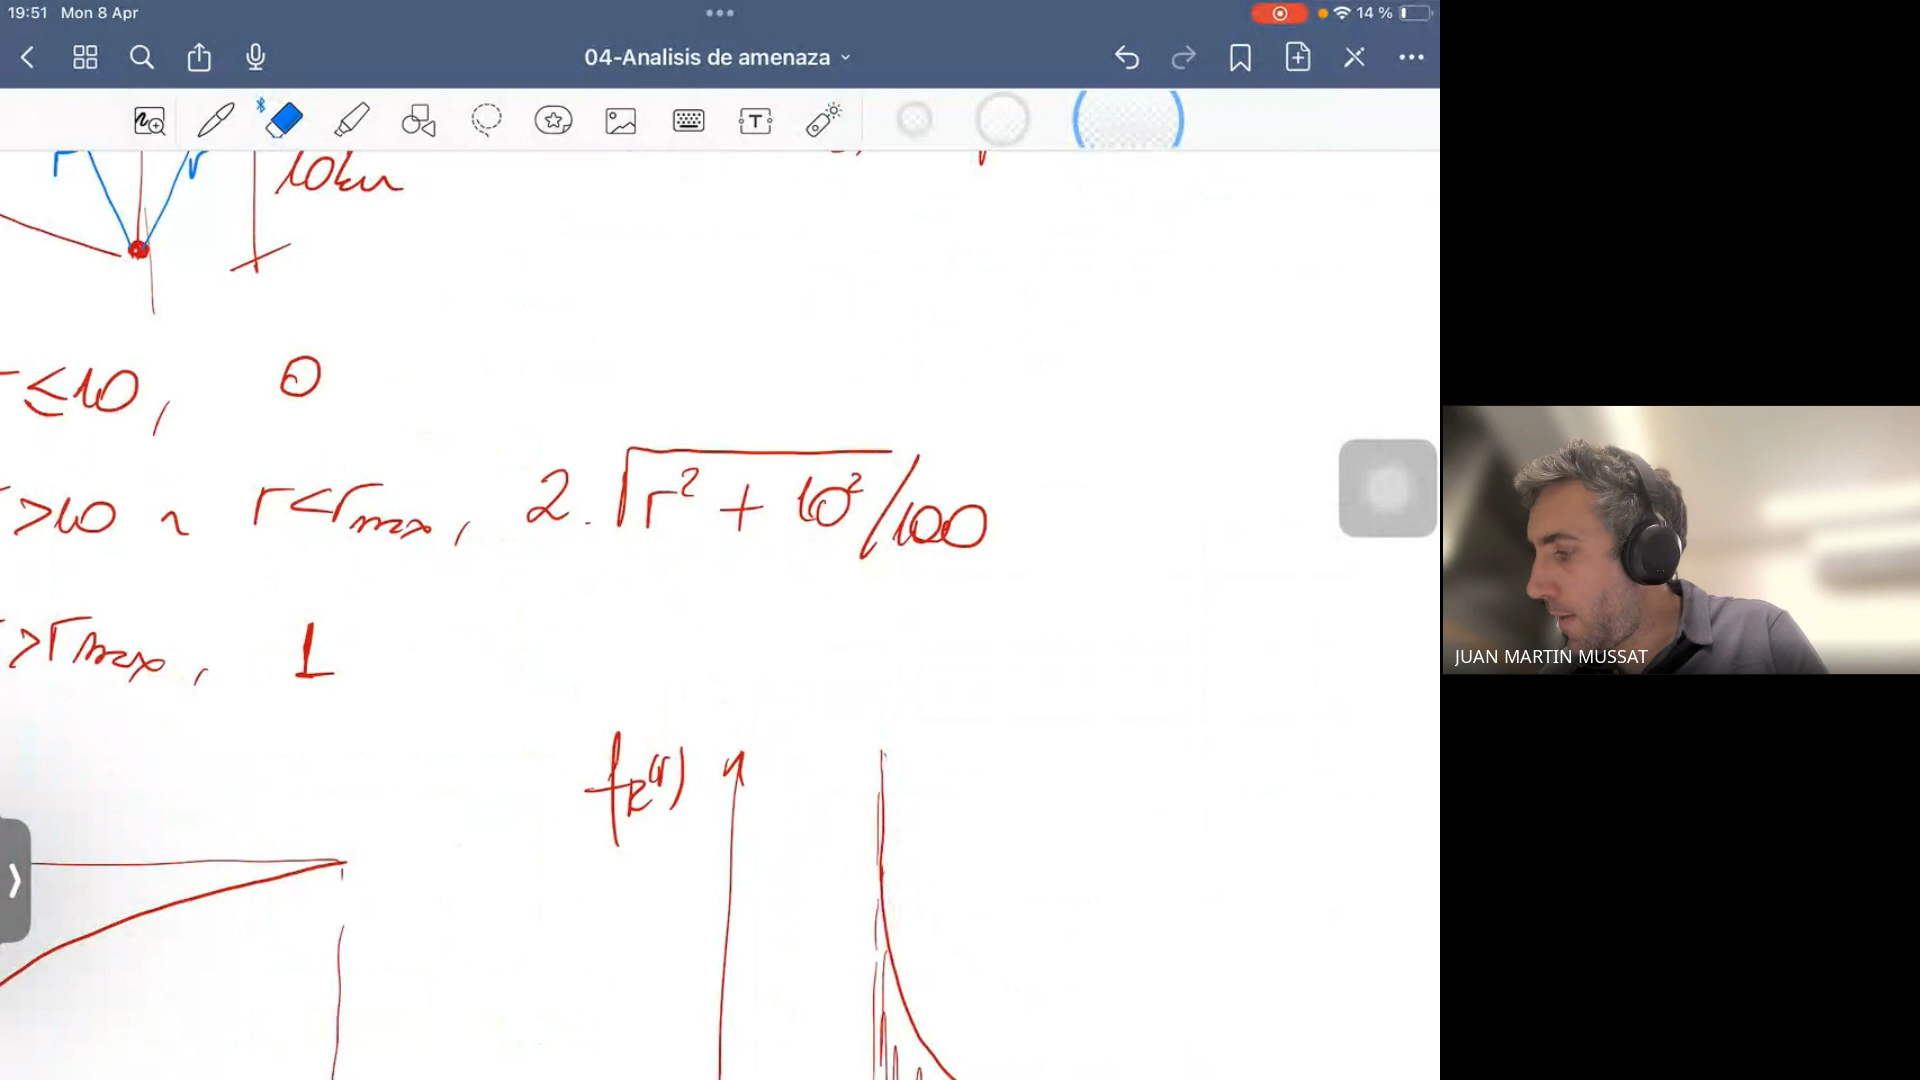 19:51 Mon 8 Apr 14 %
04-Analisis de amenaza
T
r r 10km
r ≤10, 0
r >10 ^ r<rmax, 2.√r² + 10²/100
r >rmax, 1
fR(r)
JUAN MARTIN MUSSAT